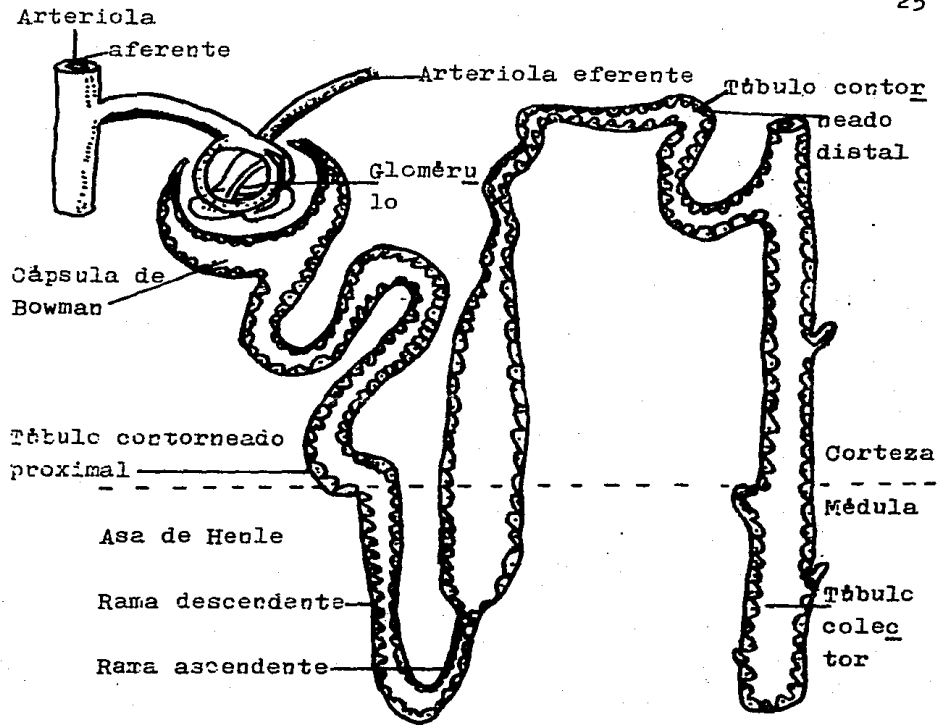 25
Arteriola
aferente
Arteriola eferente
Túbulo contor
neado
distal
Gloméru
lo
Cápsula de
Bowman
Túbulo contorneado
proximal
Corteza
Médula
Asa de Henle
Rama descendente
Rama ascendente
Túbulo
colec
tor